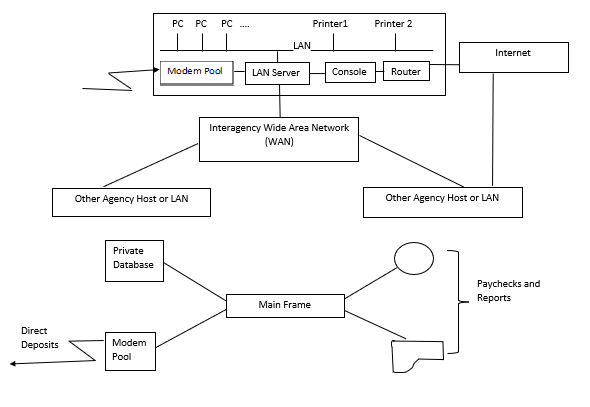 PC PC PC .... Printer1 Printer 2
LAN
Modem Pool LAN Server Console Router
Internet
Interagency Wide Area Network
(WAN)
Other Agency Host or LAN
Other Agency Host or LAN
Private
Database
Main Frame
Paychecks and
Reports
Direct
Deposits
Modem
Pool